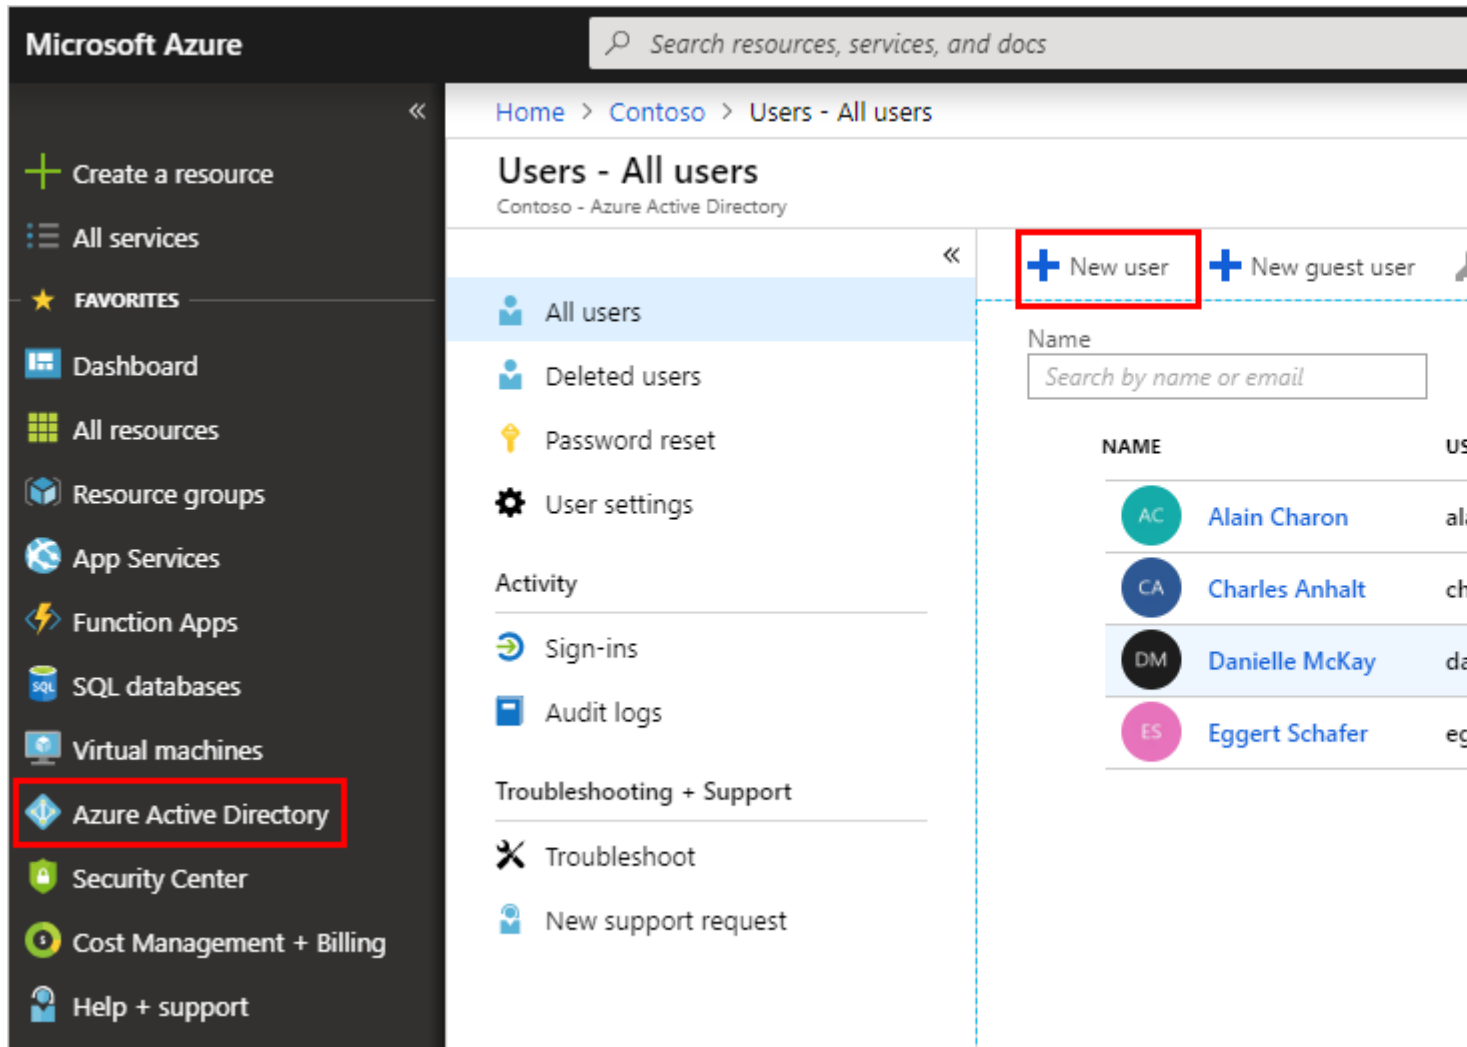 Microsoft Azure
Search resources, services, and docs
«
Create a resource
All services
FAVORITES
Dashboard
All resources
Resource groups
App Services
Function Apps
SQL databases
Virtual machines
Azure Active Directory
Security Center
Cost Management + Billing
Help + support
Home > Contoso > Users - All users
Users - All users
Contoso - Azure Active Directory
«
All users
Deleted users
Password reset
User settings
Activity
Sign-ins
Audit logs
Troubleshooting + Support
Troubleshoot
New support request
New user
New guest user
Name
Search by name or email
NAME
AC Alain Charon
CA Charles Anhalt
DM Danielle McKay
ES Eggert Schafer